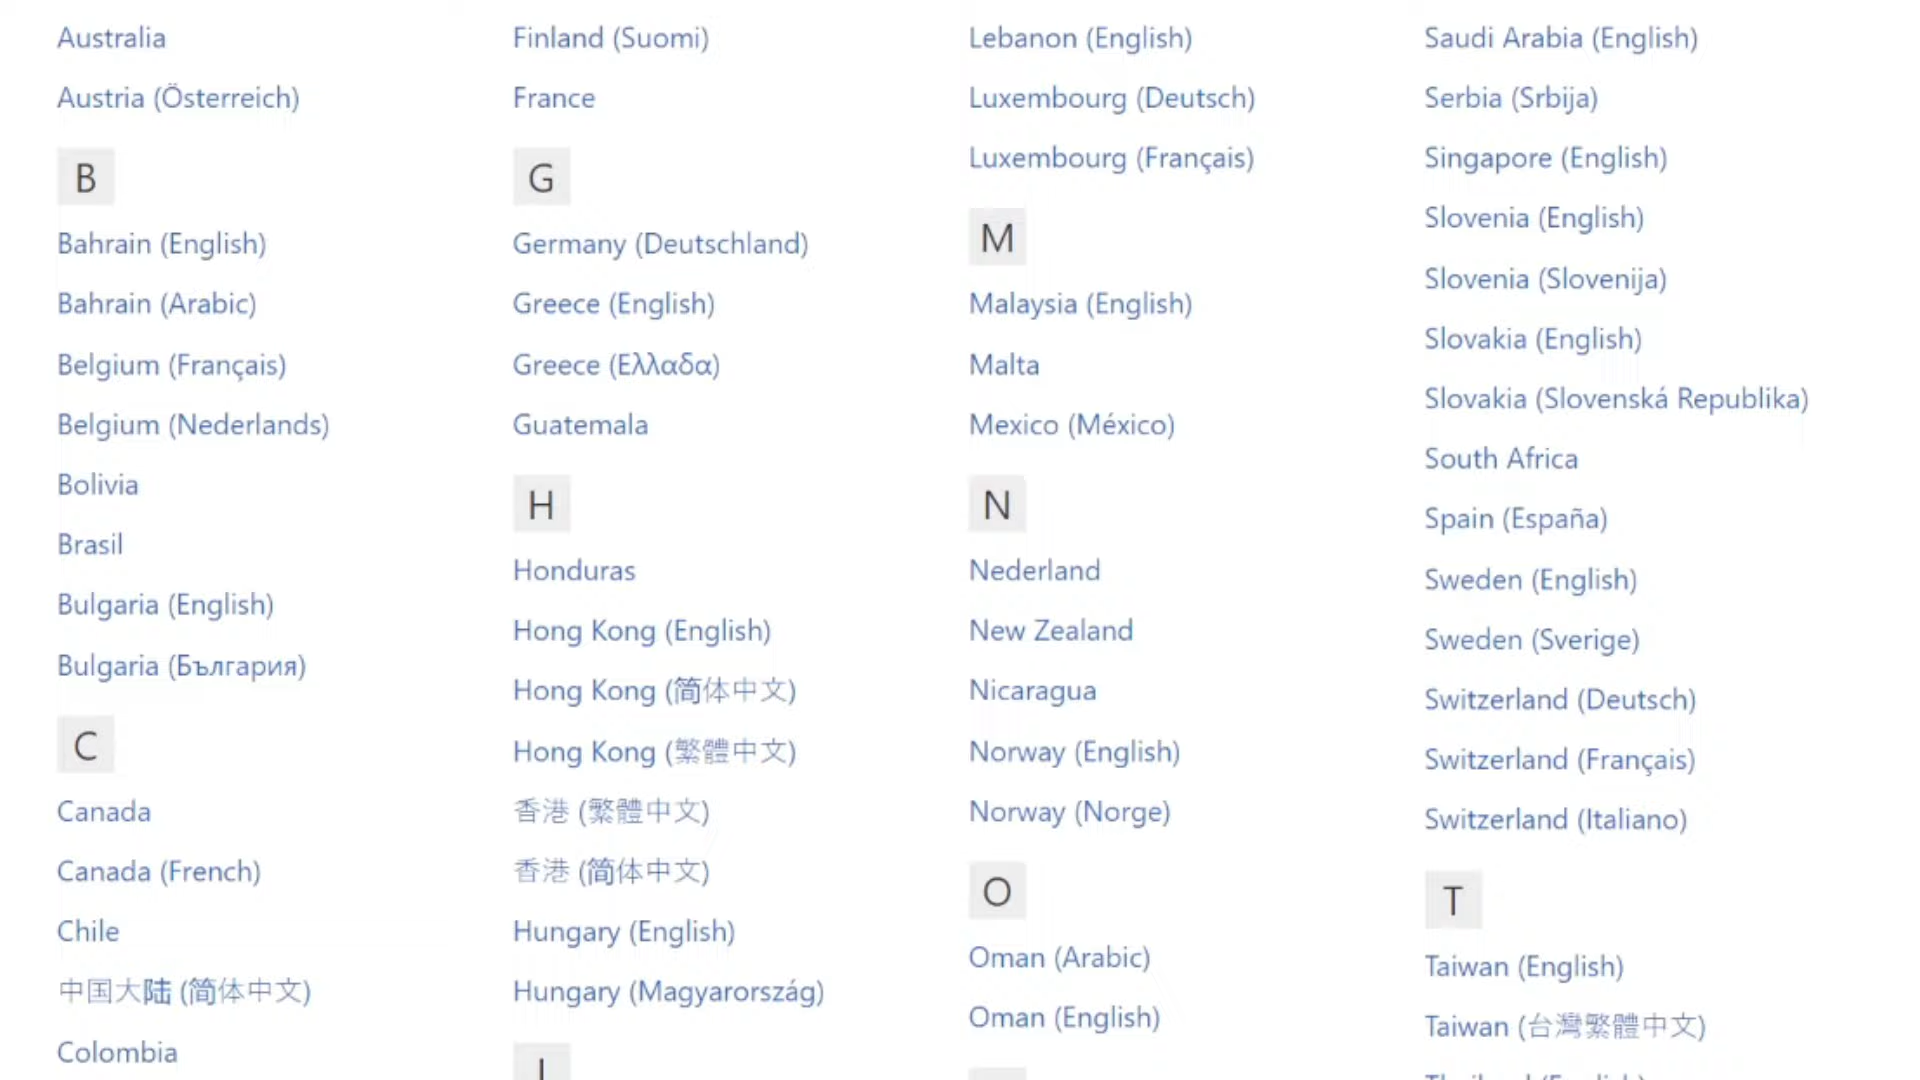 Australia
Austria (Österreich)
B
Bahrain (English)
Bahrain (Arabic)
Belgium (Français)
Belgium (Nederlands)
Bolivia
Brasil
Bulgaria (English)
Bulgaria (България)
C
Canada
Canada (French)
Chile
中国大陆 (简体中文)
Colombia
Finland (Suomi)
France
G
Germany (Deutschland)
Greece (English)
Greece (Ελλαδα)
Guatemala
H
Honduras
Hong Kong (English)
Hong Kong (简体中文)
Hong Kong (繁體中文)
香港 (繁體中文)
香港 (简体中文)
Hungary (English)
Hungary (Magyarország)
Lebanon (English)
Luxembourg (Deutsch)
Luxembourg (Français)
M
Malaysia (English)
Malta
Mexico (México)
N
Nederland
New Zealand
Nicaragua
Norway (English)
Norway (Norge)
O
Oman (Arabic)
Oman (English)
Saudi Arabia (English)
Serbia (Srbija)
Singapore (English)
Slovenia (English)
Slovenia (Slovenija)
Slovakia (English)
Slovakia (Slovenská Republika)
South Africa
Spain (España)
Sweden (English)
Sweden (Sverige)
Switzerland (Deutsch)
Switzerland (Français)
Switzerland (Italiano)
T
Taiwan (English)
Taiwan (台灣繁體中文)